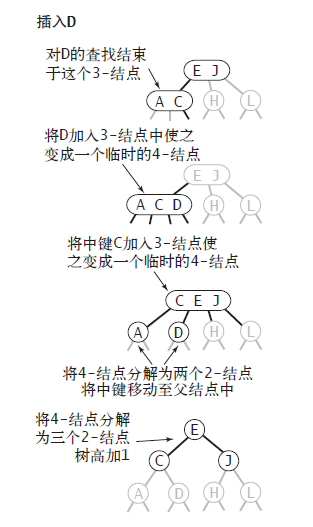 插入D
对D的查找结束
于这个3-结点
E J
A C
H
L
将D加入3-结点中使之
变成一个临时的4-结点
E J
A C D
H
L
将中键C加入3-结点使
之变成一个临时的4-结点
C E J
A
D
H
L
将4-结点分解为两个2-结点
将中键移动至父结点中
将4-结点分解
为三个2-结点
树高加1
E
C
J
A
D
H
L